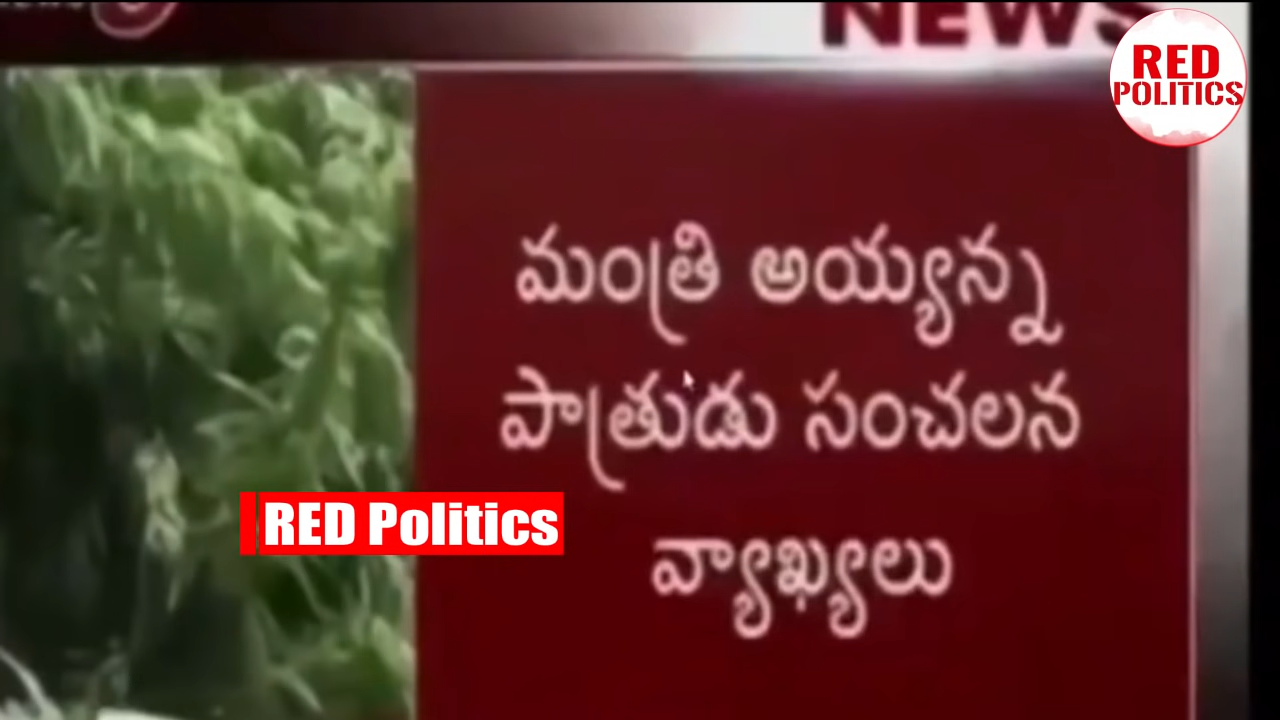 NEWS
RED
POLITICS
మంత్రి అయ్యన్న
పాత్రుడు సంచలన
RED Politics
వ్యాఖ్యలు